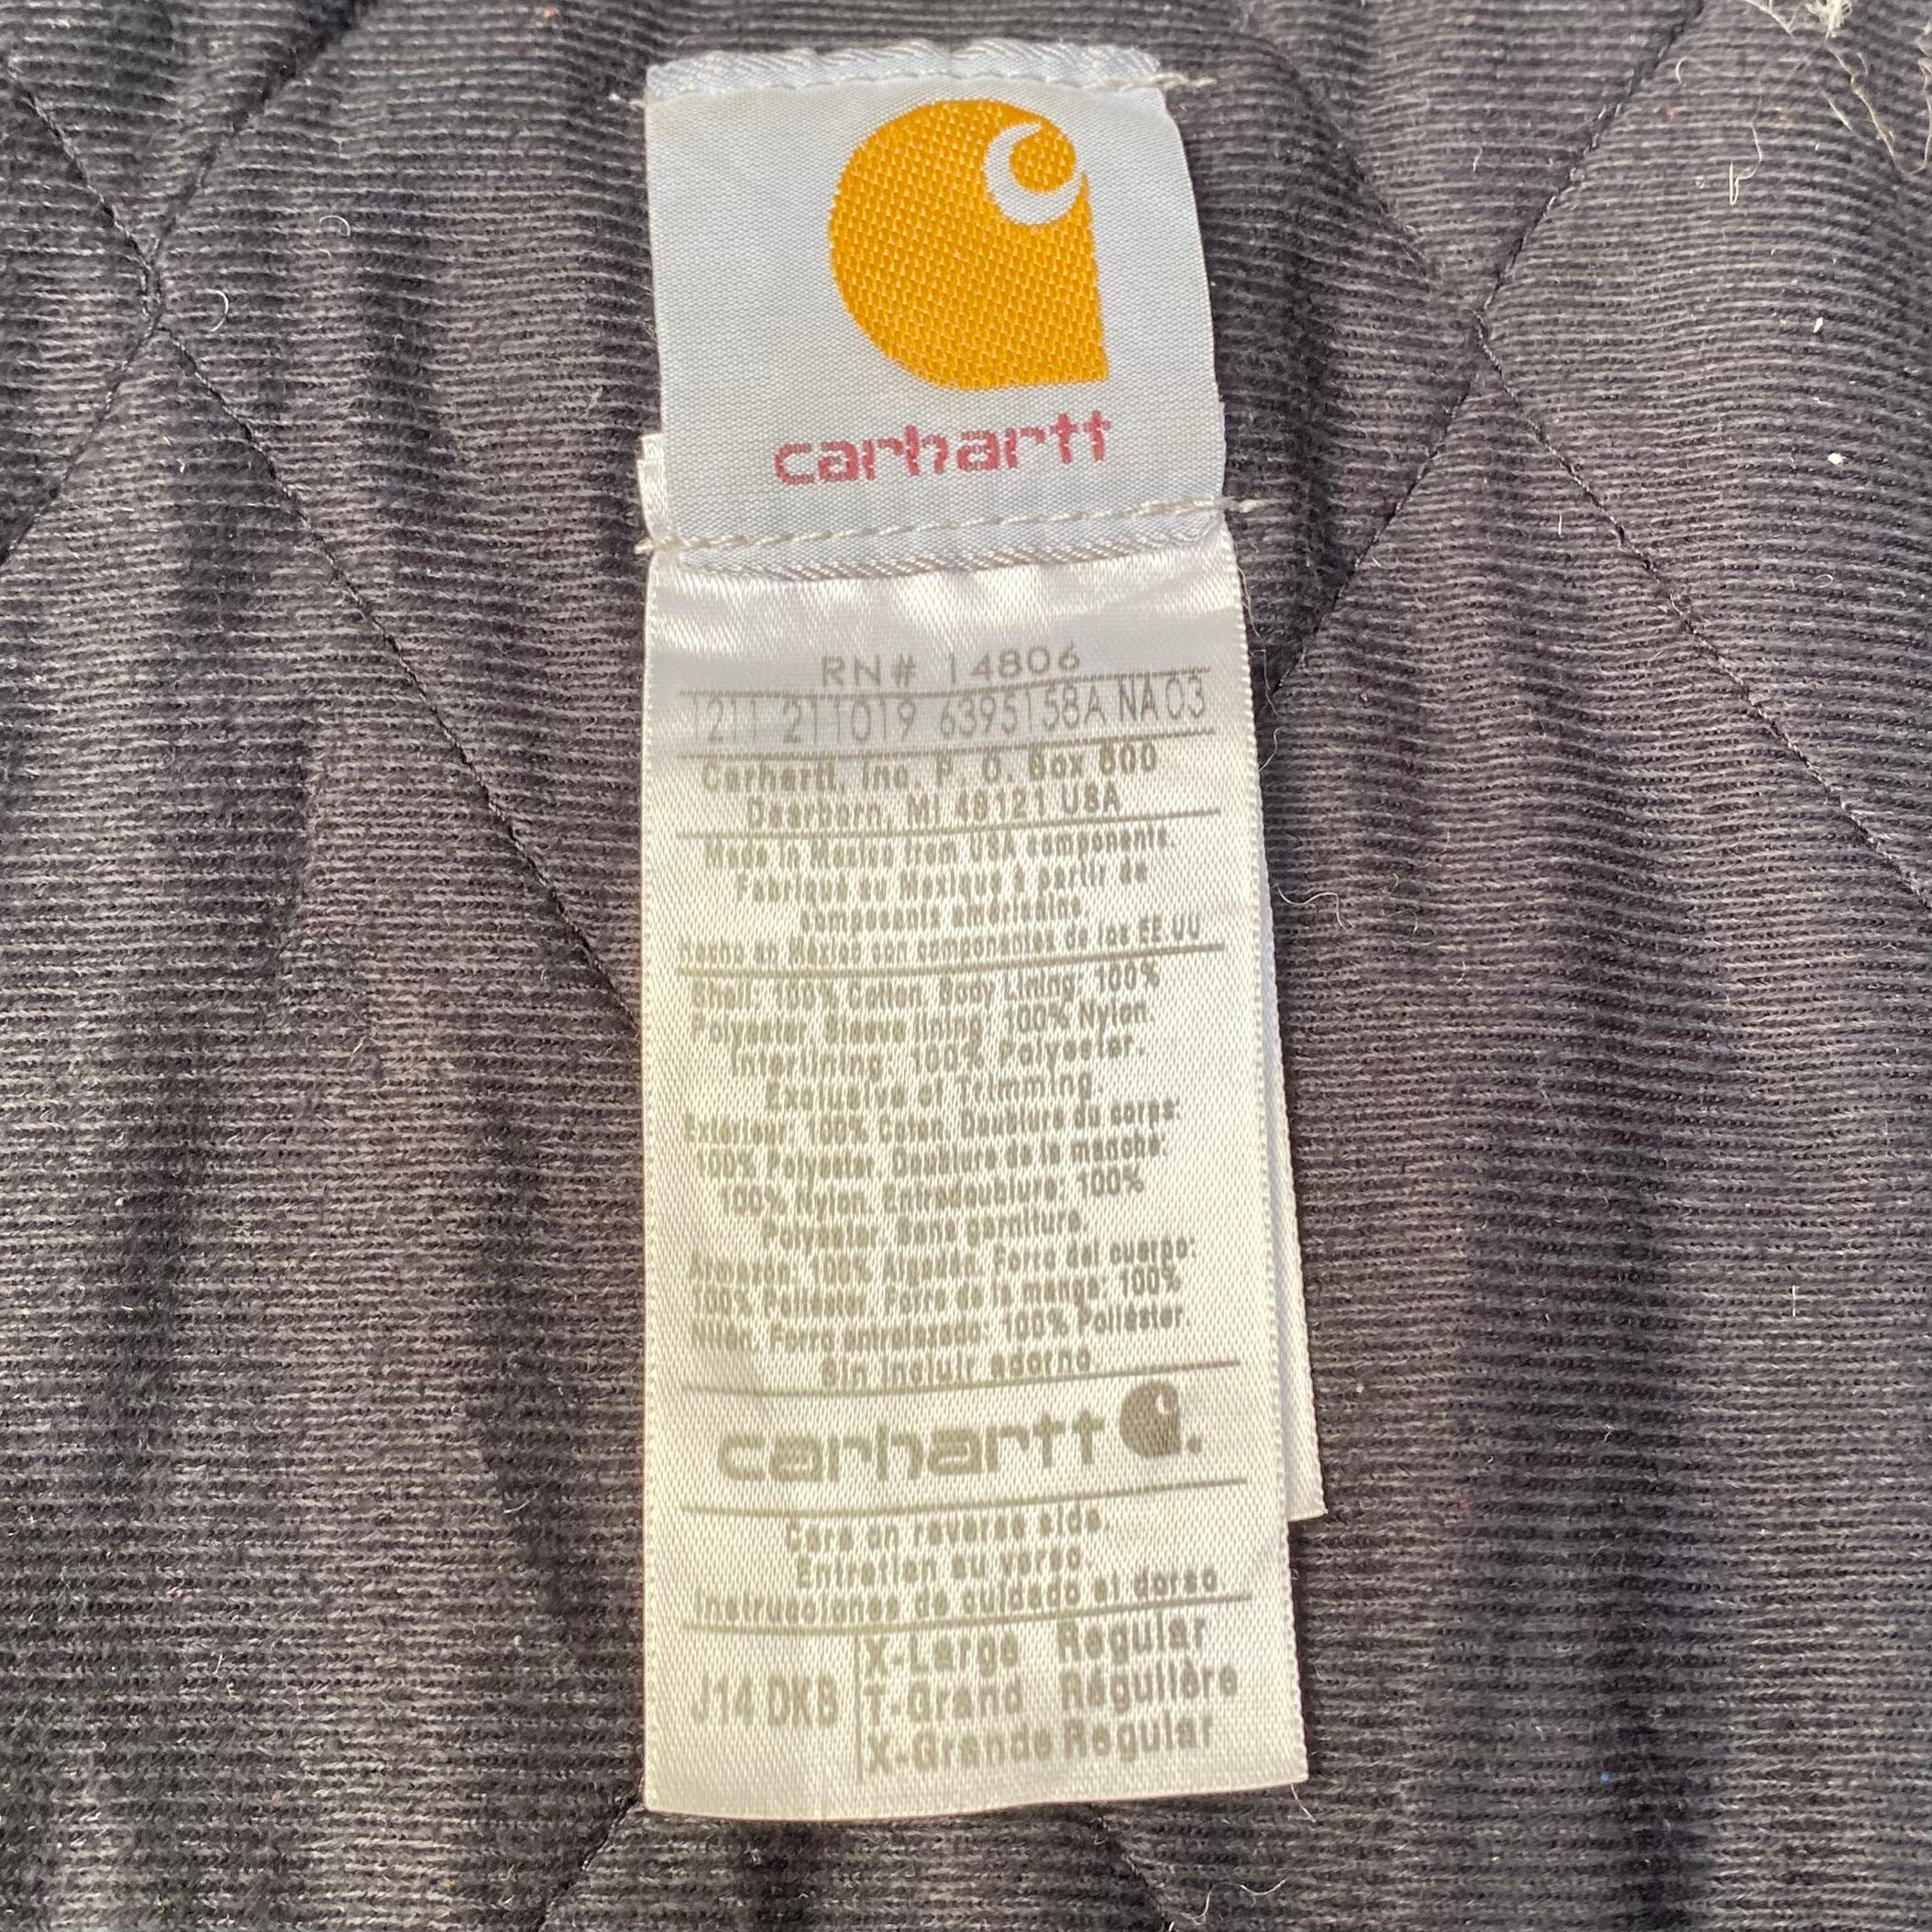 carhartt
RN# 14806
1211 211019 6395158A NA 03
Carhartt, Inc. P. O. Box 600
Dearborn, MI 48121 USA
Made in Mexico from USA components.
Fabriqué au Mexique à partir de
composants américains.
Hecho en México con componentes de los EE.UU
Shell: 100% Cotton. Body Lining: 100%
Polyester. Sleeve lining: 100% Nylon.
Interlining: 100% Polyester.
Exclusive of Trimming.
Extérieur: 100% Coton. Doublure du corps:
100% Polyester. Doublure de la manche:
100% Nylon. Entredoublure: 100%
Polyester. Sans garniture.
Armazón: 100% Algodón. Forro del cuerpo:
100% Poliéster. Forro de la manga: 100%
Nilón. Forro entrelazado: 100% Poliéster
Sin incluir adorno.
carhartt
Care on reverse side.
Entretien au verso.
Instrucciones de cuidado al dorso.
J14 DKB
X-Large Regular
T-Grand Régulière
X-Grande Regular